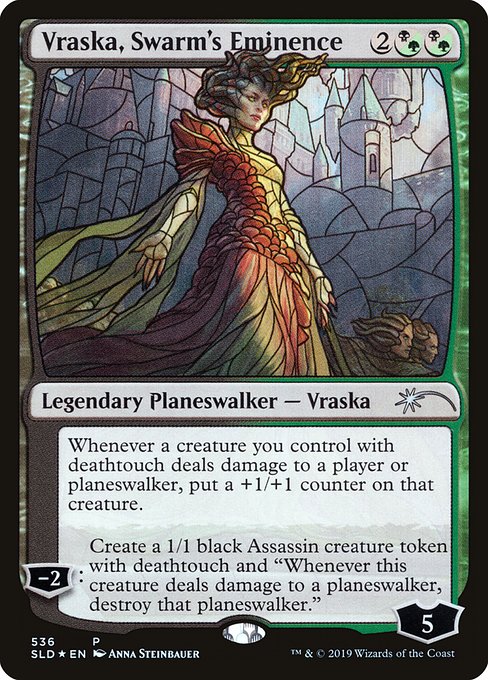 Vraska, Swarm's Eminence 2
Legendary Planeswalker — Vraska
Whenever a creature you control with
deathtouch deals damage to a player or
planeswalker, put a +1/+1 counter on that
creature.
-2: Create a 1/1 black Assassin creature token
with deathtouch and “Whenever this
creature deals damage to a planeswalker,
destroy that planeswalker.”
5
536 P
SLD ★ EN Anna Steinbauer
™ & © 2019 Wizards of the Coast